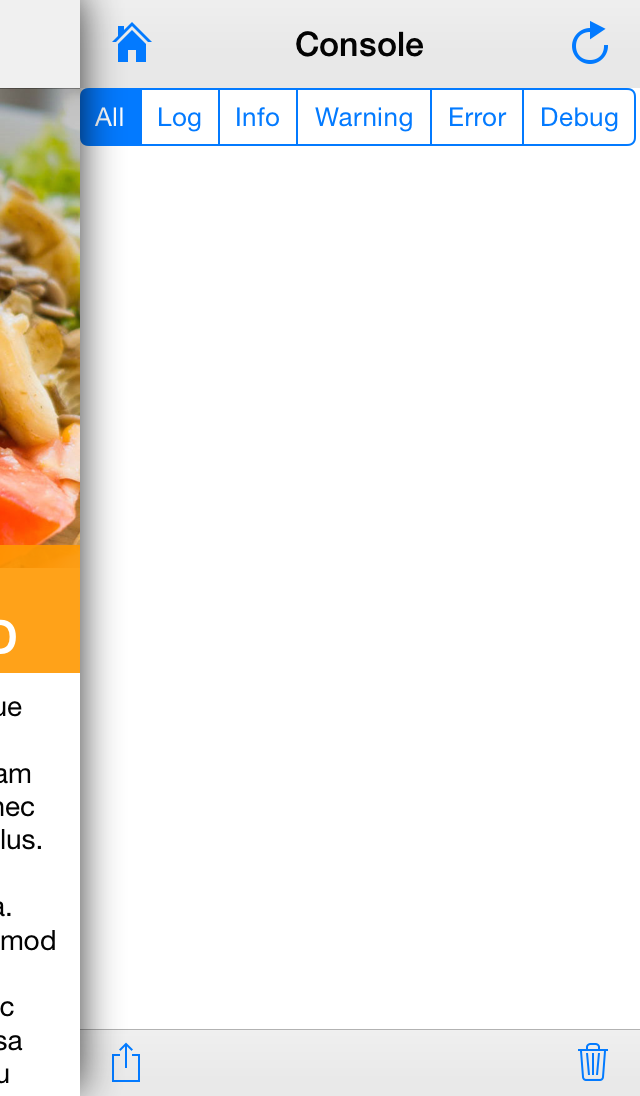 Console
All Log Info Warning Error Debug
o
ue
am
nec
lus.
a.
mod
c
sa
u